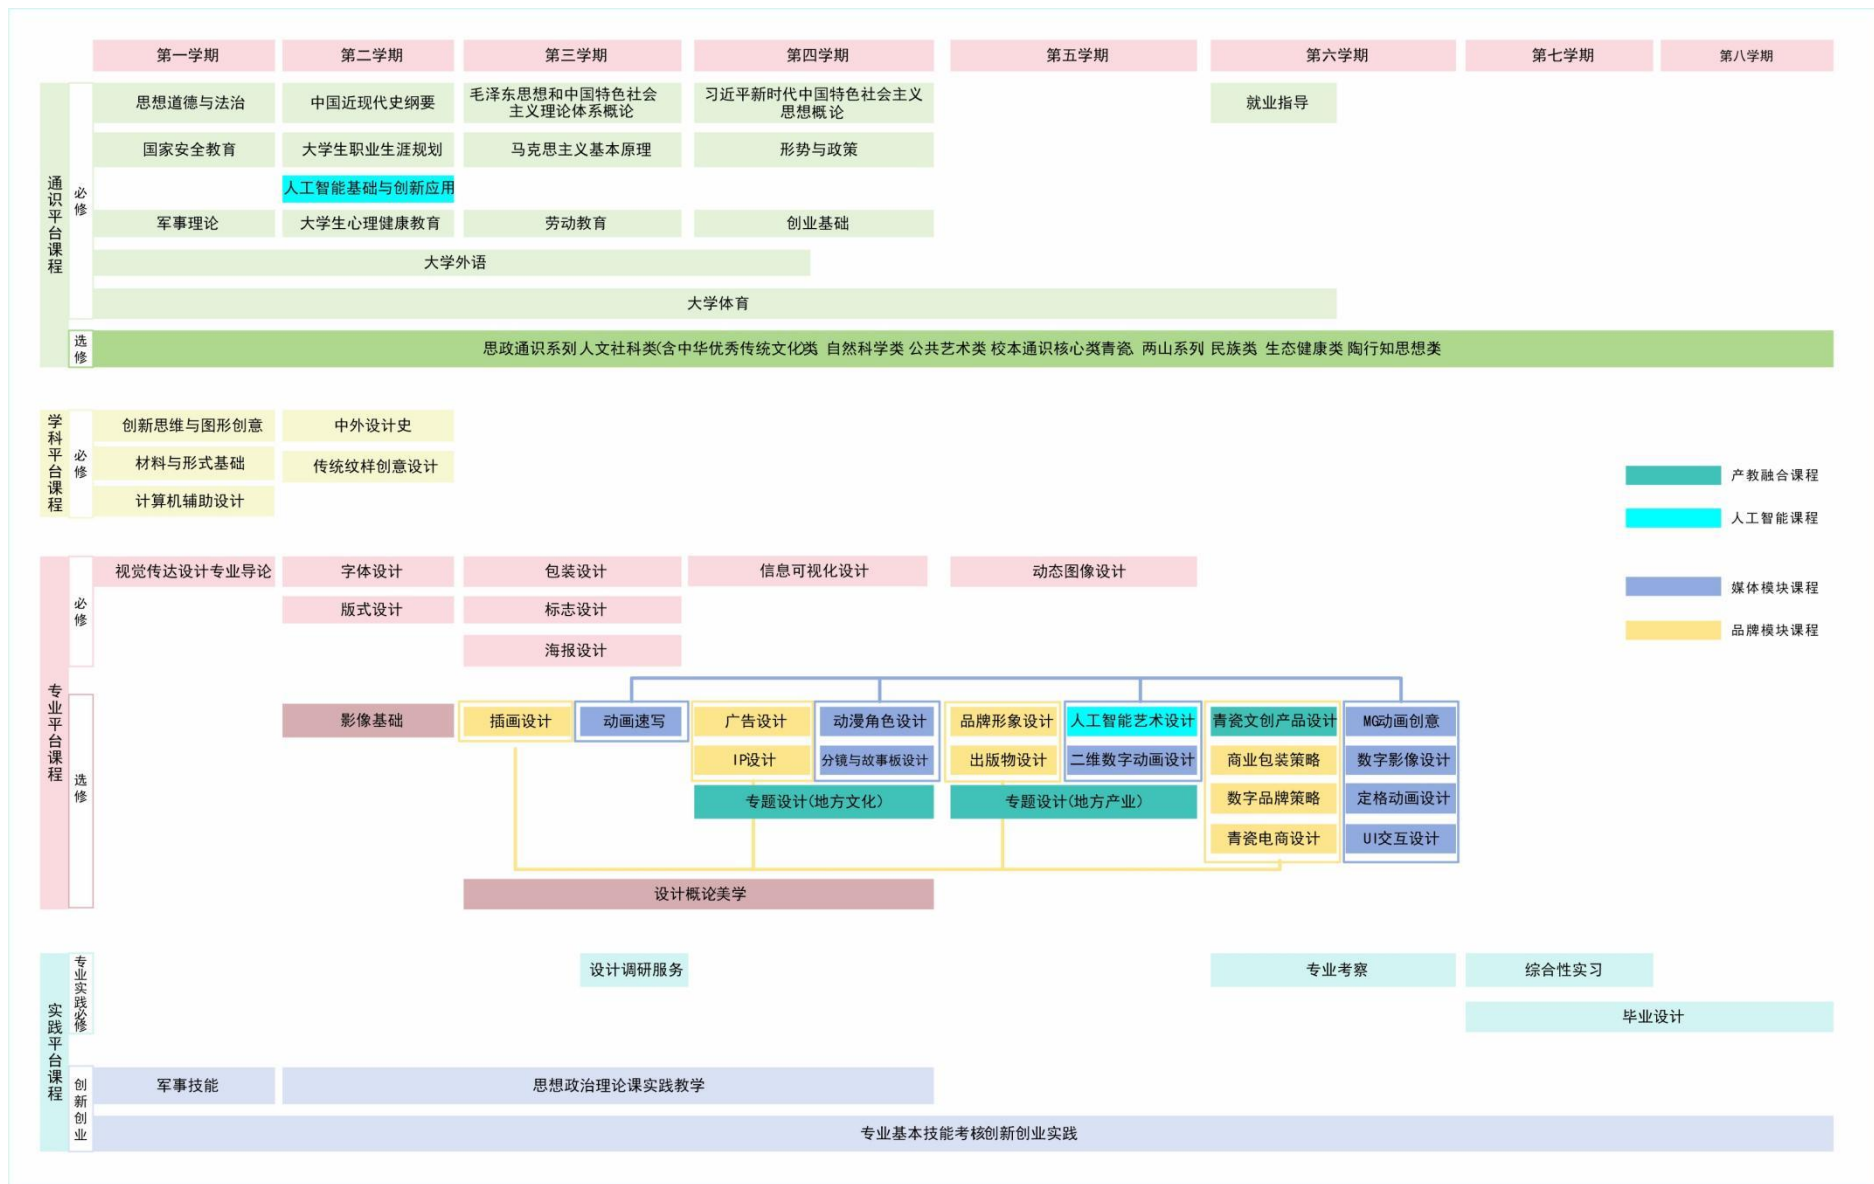 第一学期
第二学期
第三学期
第四学期
第五学期
第六学期
第七学期
第八学期
通识平台课程
必修
思想道德与法治
中国近现代史纲要
毛泽东思想和中国特色社会
主义理论体系概论
习近平新时代中国特色社会主义
思想概论
就业指导
国家安全教育
大学生职业生涯规划
马克思主义基本原理
形势与政策
人工智能基础与创新应用
军事理论
大学生心理健康教育
劳动教育
创业基础
大学外语
大学体育
选修
思政通识系列 人文社科类(含中华优秀传统文化类) 自然科学类 公共艺术类 校本通识核心类青瓷、两山系列 民族类 生态健康类 陶行知思想类
学科平台课程
必修
创新思维与图形创意
中外设计史
材料与形式基础
传统纹样创意设计
计算机辅助设计
产教融合课程
人工智能课程
媒体模块课程
品牌模块课程
专业平台课程
必修
视觉传达设计专业导论
字体设计
包装设计
信息可视化设计
动态图像设计
版式设计
标志设计
海报设计
选修
影像基础
插画设计
动画速写
广告设计
动漫角色设计
品牌形象设计
人工智能艺术设计
青瓷文创产品设计
MG动画创意
IP设计
分镜与故事板设计
出版物设计
二维数字动画设计
商业包装策略
数字影像设计
专题设计(地方文化)
专题设计(地方产业)
数字品牌策略
定格动画设计
青瓷电商设计
UI交互设计
设计概论美学
实践平台课程
专业实践必修
设计调研服务
专业考察
综合性实习
毕业设计
创新创业
军事技能
思想政治理论课实践教学
专业基本技能考核创新创业实践